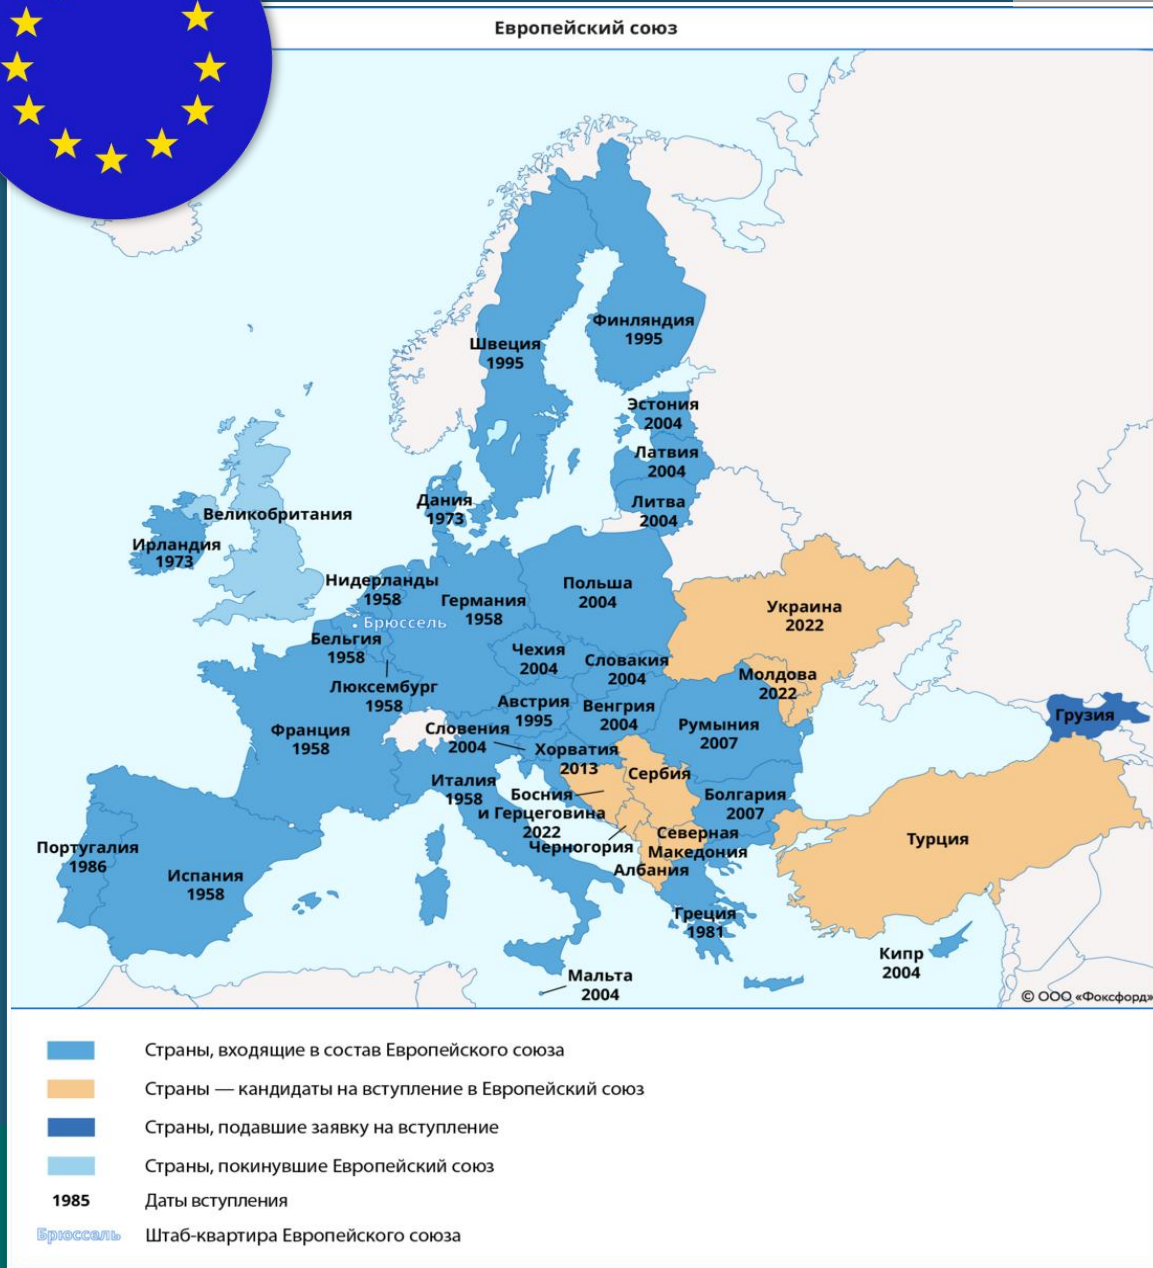 Европейский союз
Финляндия
1995
Швеция
1995
Эстония
2004
Латвия
2004
Литва
2004
Дания
1973
Великобритания
Ирландия
1973
Нидерланды
1958
Германия
1958
Польша
2004
Украина
2022
Брюссель
Бельгия
1958
Чехия
2004
Словакия
2004
Молдова
2022
Люксембург
1958
Австрия
1995
Венгрия
2004
Румыния
2007
Грузия
Франция
1958
Словения
2004
Хорватия
2013
Сербия
Италия
1958
Босния
и Герцеговина
2022
Болгария
2007
Черногория
Северная
Македония
Албания
Турция
Португалия
1986
Испания
1958
Греция
1981
Кипр
2004
Мальта
2004
© ООО «Фоксфорд»
Страны, входящие в состав Европейского союза
Страны — кандидаты на вступление в Европейский союз
Страны, подавшие заявку на вступление
Страны, покинувшие Европейский союз
1985 Даты вступления
Брюссель Штаб-квартира Европейского союза